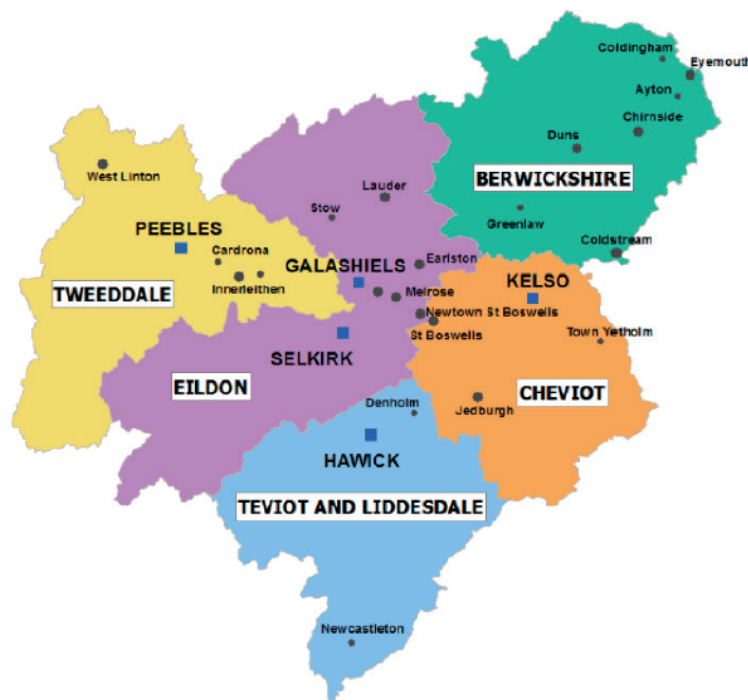 Coldingham
Eyemouth
Ayton
Chirnside
Duns
West Linton
BERWICKSHIRE
Lauder
Stow
Greenlaw
PEEBLES
Coldstream
Cardrona
Earlston
GALASHIELS
KELSO
Innerleithen
TWEEDDALE
Melrose
Newtown St Boswells
St Boswells
Town Yetholm
SELKIRK
EILDON
CHEVIOT
Denholm
Jedburgh
HAWICK
TEVIOT AND LIDDESDALE
Newcastleton